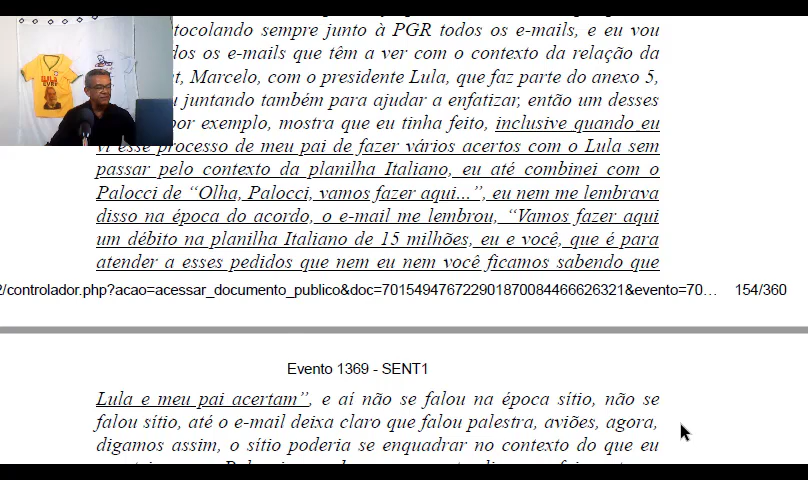 tocolando sempre junto à PGR todos os e-mails, e eu vou
dos os e-mails que têm a ver com o contexto da relação da
t, Marcelo, com o presidente Lula, que faz parte do anexo 5,
u juntando também para ajudar a enfatizar, então um desses
por exemplo, mostra que eu tinha feito, inclusive quando eu
vi esse processo de meu pai de fazer vários acertos com o Lula sem
passar pelo contexto da planilha Italiano, eu até combinei com o
Palocci de “Olha, Palocci, vamos fazer aqui...”, eu nem me lembrava
disso na época do acordo, o e-mail me lembrou, “Vamos fazer aqui
um débito na planilha Italiano de 15 milhões, eu e você, que é para
atender a esses pedidos que nem eu nem você ficamos sabendo que
2/controlador.php?acao=acessar_documento_publico&doc=701549476722901870084466626321&evento=70... 154/360
Evento 1369 - SENT1
Lula e meu pai acertam”, e aí não se falou na época sítio, não se
falou sítio, até o e-mail deixa claro que falou palestra, aviões, agora,
digamos assim, o sítio poderia se enquadrar no contexto do que eu